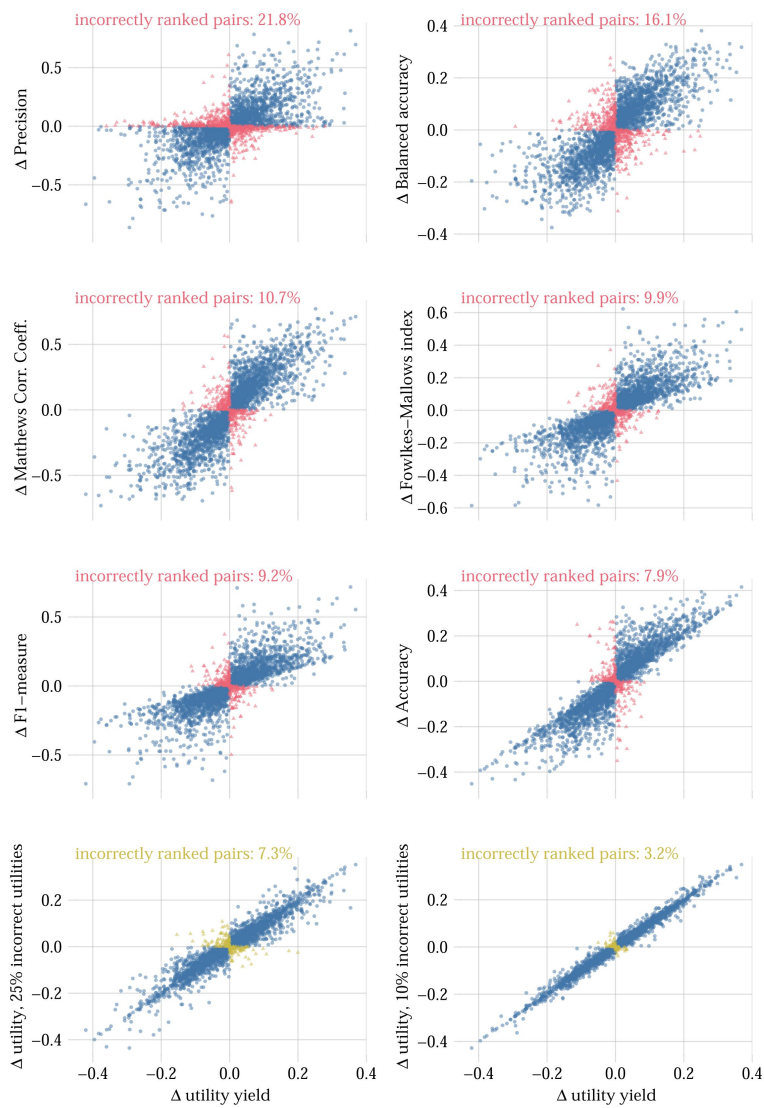 incorrectly ranked pairs: 21.8%
Δ Precision
0.5
0.0
−0.5
incorrectly ranked pairs: 16.1%
Δ Balanced accuracy
0.4
0.2
0.0
−0.2
−0.4
incorrectly ranked pairs: 10.7%
Δ Matthews Corr. Coeff.
0.5
0.0
−0.5
incorrectly ranked pairs: 9.9%
Δ Fowlkes−Mallows index
0.6
0.4
0.2
0.0
−0.2
−0.4
−0.6
incorrectly ranked pairs: 9.2%
Δ F1−measure
0.5
0.0
−0.5
incorrectly ranked pairs: 7.9%
Δ Accuracy
0.4
0.2
0.0
−0.2
−0.4
incorrectly ranked pairs: 7.3%
Δ utility, 25% incorrect utilities
0.2
0.0
−0.2
−0.4
−0.4 −0.2 0.0 0.2 0.4
Δ utility yield
incorrectly ranked pairs: 3.2%
Δ utility, 10% incorrect utilities
0.2
0.0
−0.2
−0.4
−0.4 −0.2 0.0 0.2 0.4
Δ utility yield